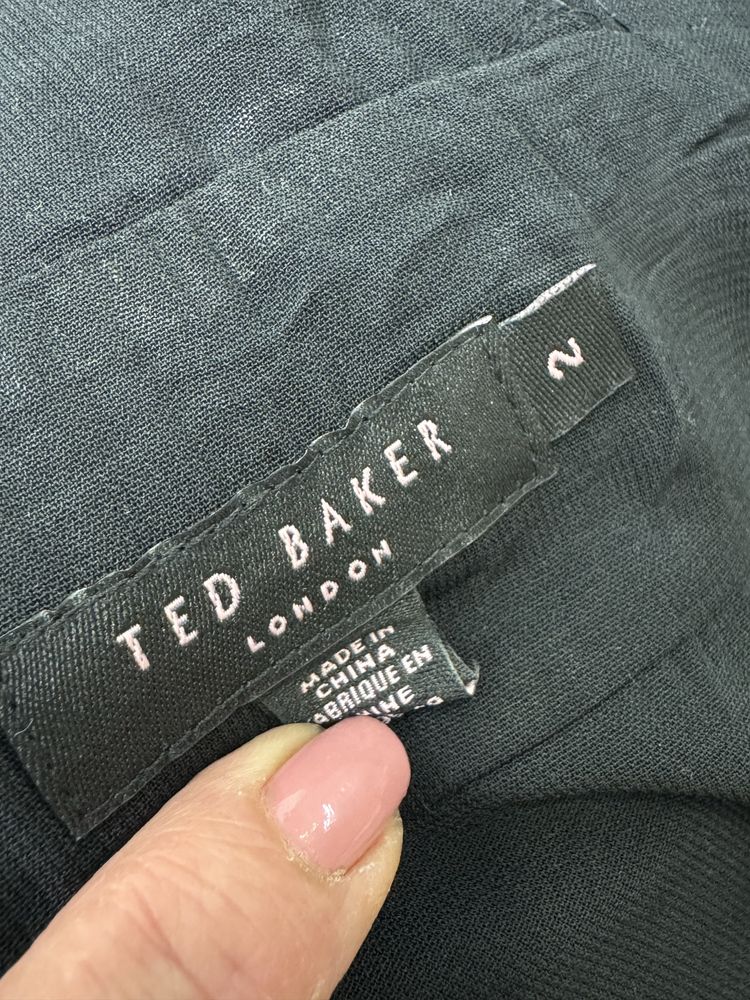 2
TED BAKER
LONDON
MADE IN
CHINA
FABRIQUE EN